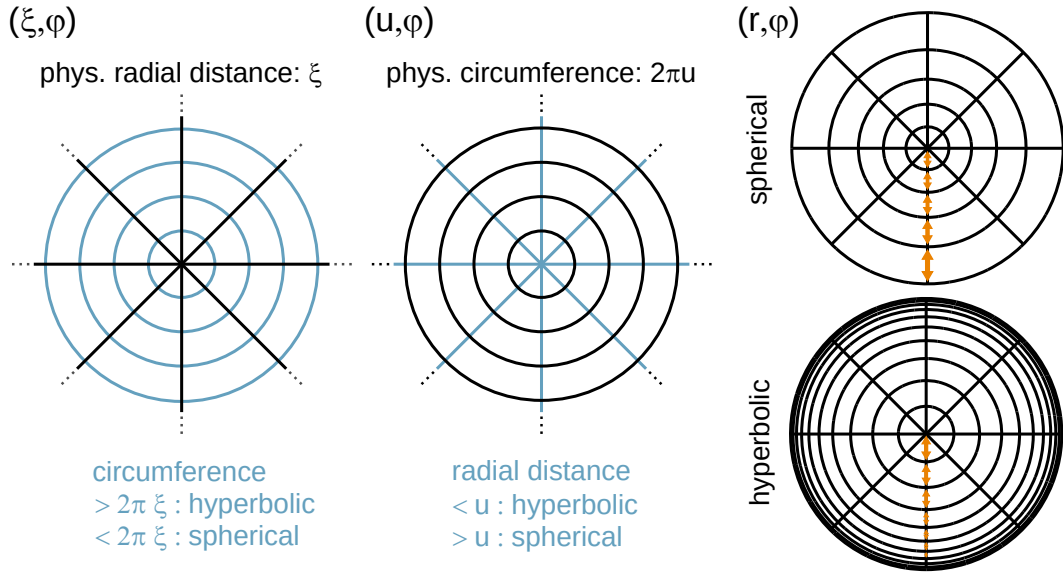 (ξ,φ)
phys. radial distance: ξ
circumference
> 2π ξ : hyperbolic
< 2π ξ : spherical
(u,φ)
phys. circumference: 2πu
radial distance
< u : hyperbolic
> u : spherical
(r,φ)
spherical
hyperbolic